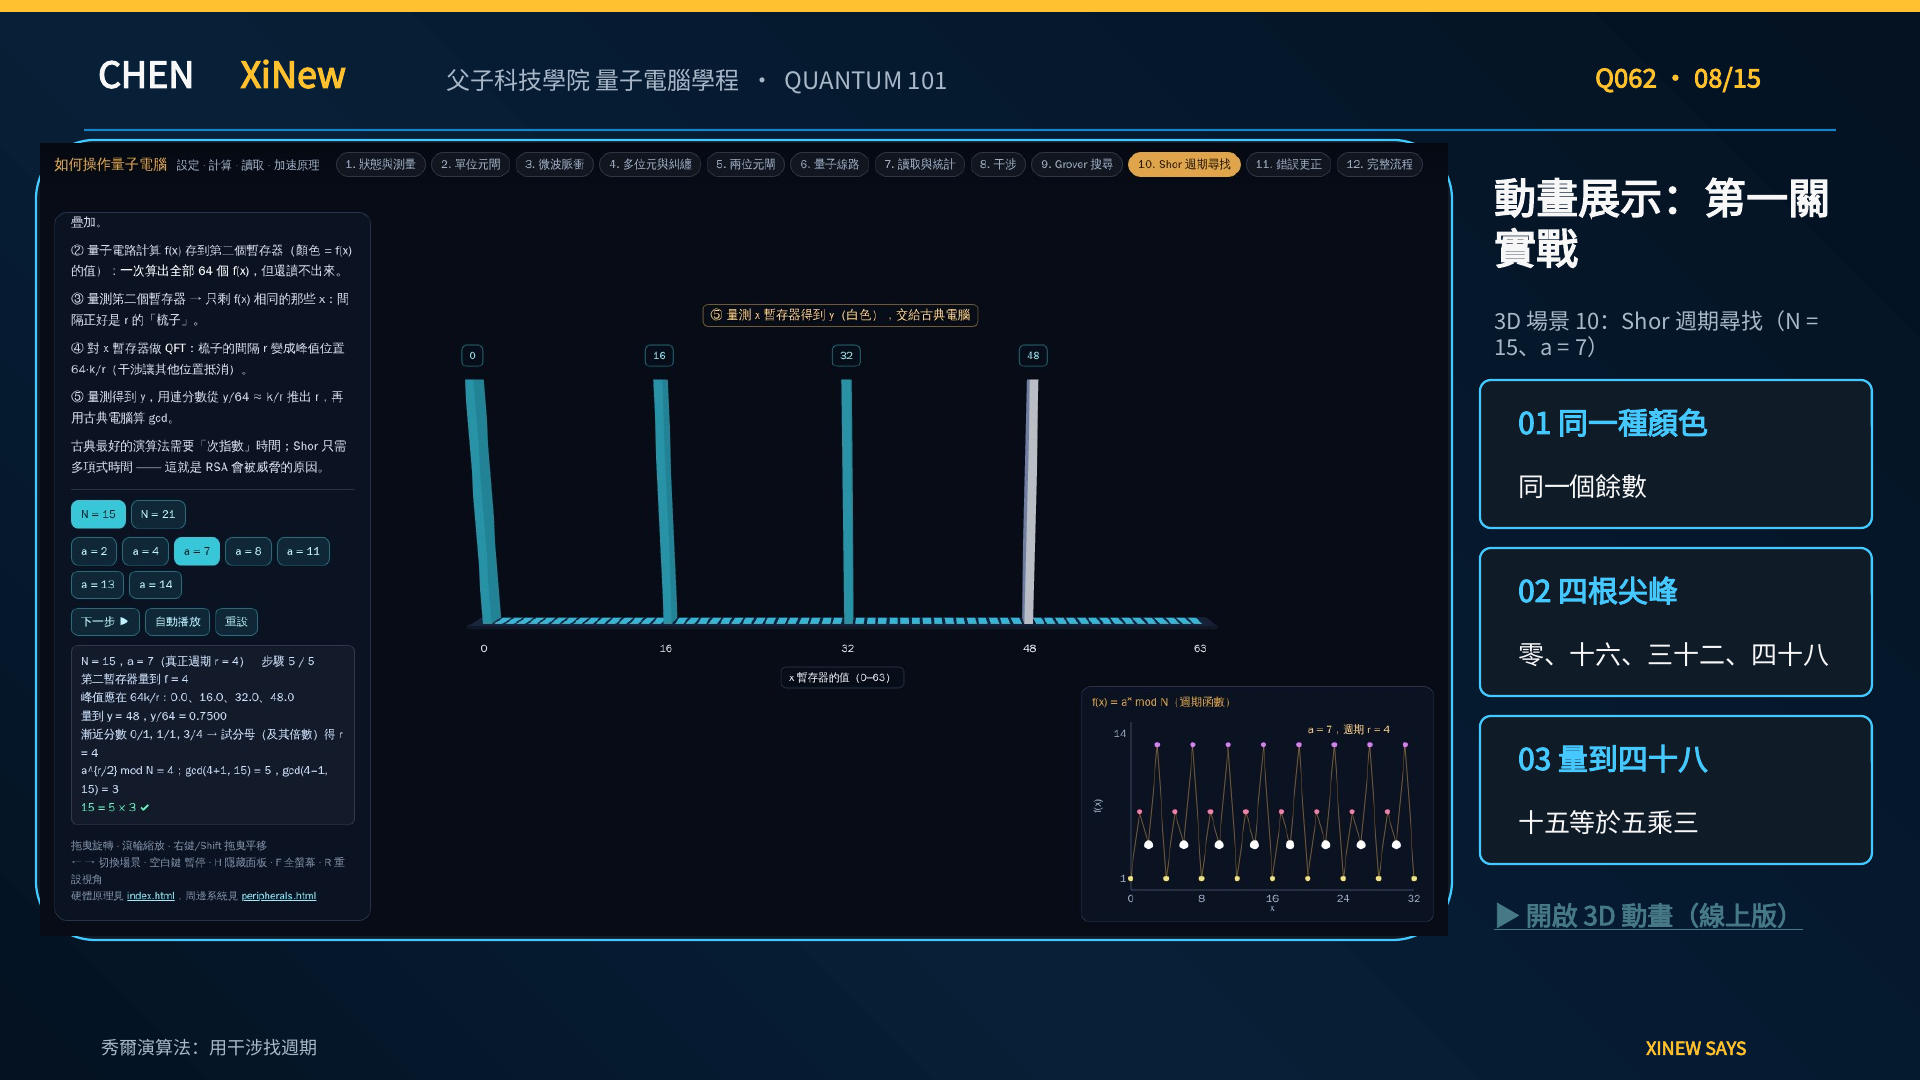 CHEN XiNew 父子科技學院 量子電腦學程 · QUANTUM 101 Q062 · 08/15
如何操作量子電腦 設定 · 計算 · 讀取 · 加速原理 1. 狀態與測量 2. 單位元閘 3. 微波脈衝 4. 多位元與糾纏 5. 兩位元閘 6. 量子線路 7. 讀取與統計 8. 干涉 9. Grover 搜尋 10. Shor 週期尋找 11. 錯誤更正 12. 完整流程
疊加。
② 量子電路計算 f(x) 存到第二個暫存器（顏色 = f(x)
的值）：一次算出全部 64 個 f(x)，但還讀不出來。
③ 量測第二個暫存器 → 只剩 f(x) 相同的那些 x：間
隔正好是 r 的「梳子」。
④ 對 x 暫存器做 QFT：梳子的間隔 r 變成峰值位置
64·k/r（干涉讓其他位置抵消）。
⑤ 量測得到 y，用連分數從 y/64 ≈ k/r 推出 r，再
用古典電腦算 gcd。
古典最好的演算法需要「次指數」時間；Shor 只需
多項式時間 —— 這就是 RSA 會被威脅的原因。
N = 15 N = 21
a = 2 a = 4 a = 7 a = 8 a = 11
a = 13 a = 14
下一步 ▶ 自動播放 重設
N = 15，a = 7（真正週期 r = 4） 步驟 5 / 5
第二暫存器量到 f = 4
峰值應在 64k/r：0.0、16.0、32.0、48.0
量到 y = 48，y/64 = 0.7500
漸近分數 0/1, 1/1, 3/4 → 試分母（及其倍數）得 r
= 4
a^{r/2} mod N = 4；gcd(4+1, 15) = 5，gcd(4−1,
15) = 3
15 = 5 × 3 ✔
拖曳旋轉 · 滾輪縮放 · 右鍵/Shift 拖曳平移
← → 切換場景 · 空白鍵 暫停 · H 隱藏面板 · F 全螢幕 · R 重
設視角
硬體原理見 index.html，周邊系統見 peripherals.html
⑤ 量測 x 暫存器得到 y（白色），交給古典電腦
0 16 32 48
0 16 32 48 63
x 暫存器的值（0–63）
f(x) = aˣ mod N（週期函數）
a = 7，週期 r = 4
14
f(x)
1
0 8 16 24 32
x
動畫展示：第一關
實戰
3D 場景 10：Shor 週期尋找（N =
15、a = 7）
01 同一種顏色
同一個餘數
02 四根尖峰
零、十六、三十二、四十八
03 量到四十八
十五等於五乘三
▶ 開啟 3D 動畫（線上版）
秀爾演算法：用干涉找週期
XINEW SAYS